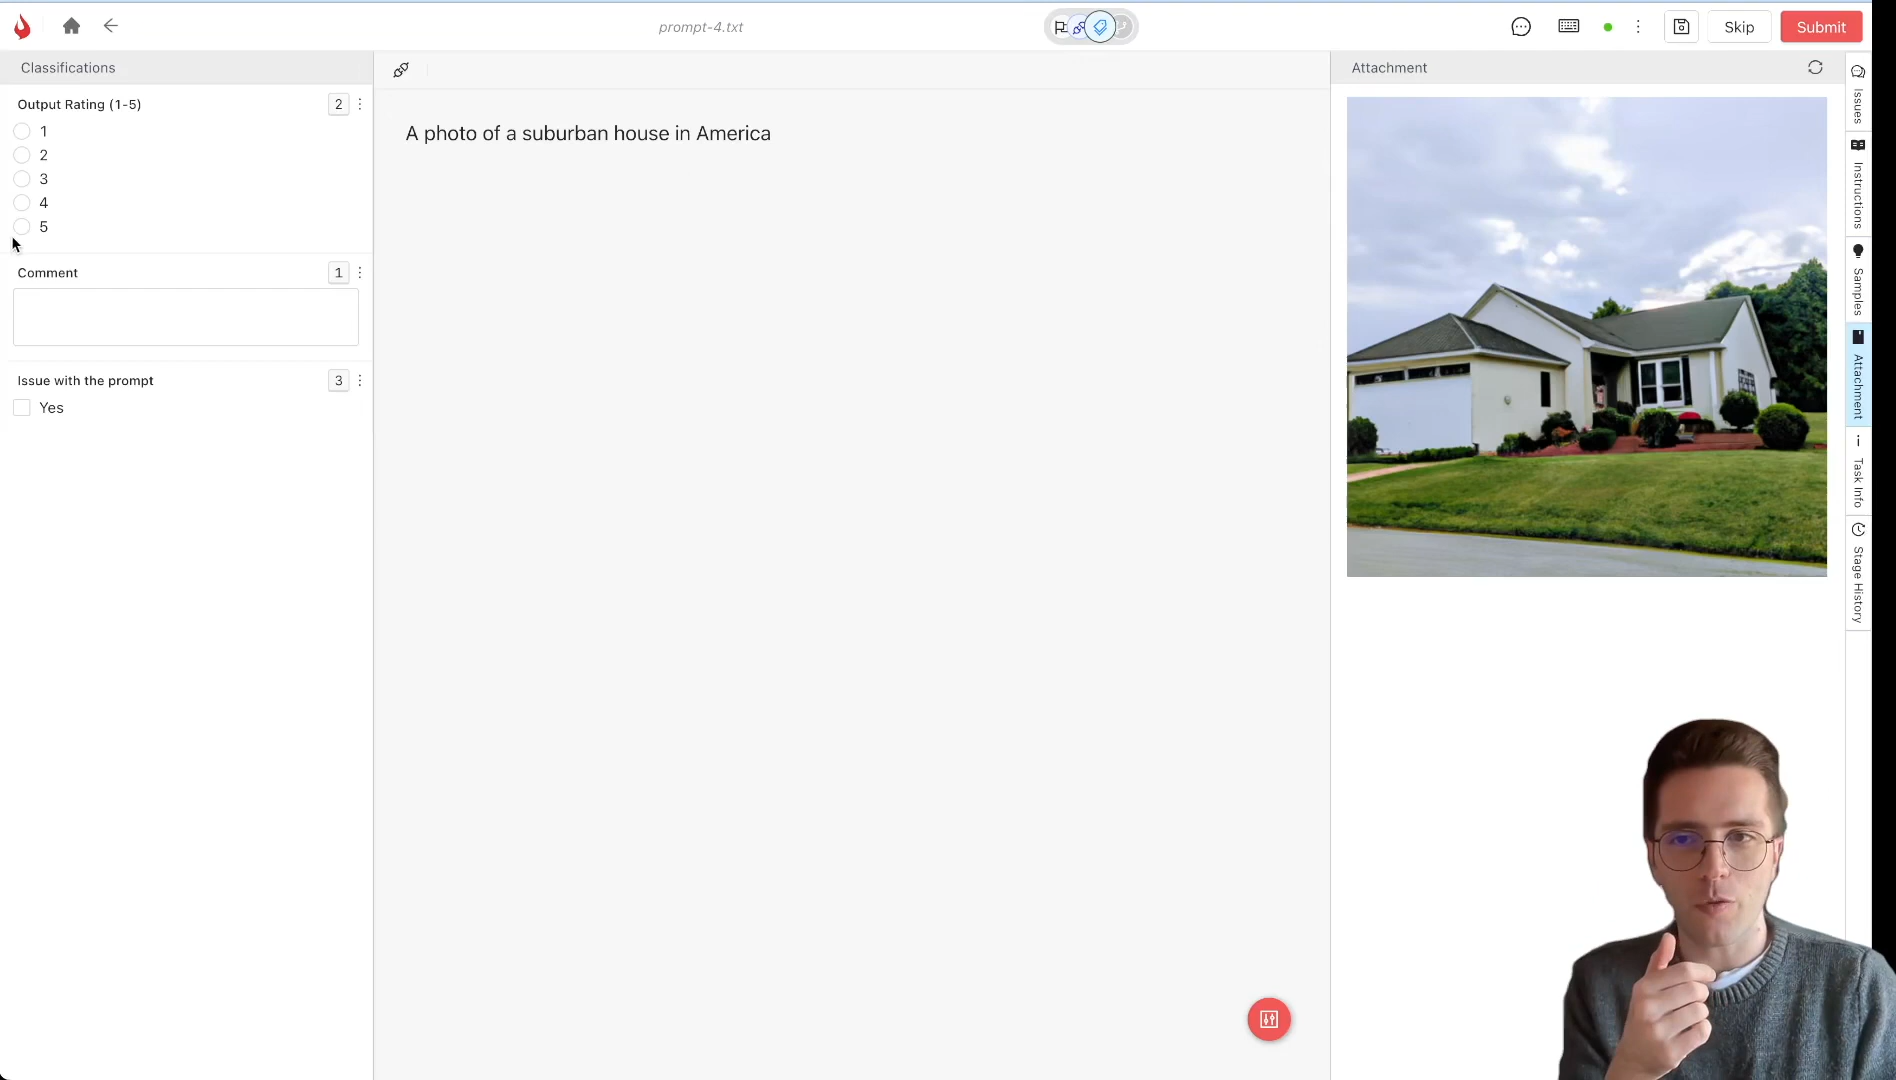 prompt-4.txt
Skip
Submit
Classifications
Output Rating (1-5)
2
1
2
3
4
5
Comment
1
Issue with the prompt
3
Yes
A photo of a suburban house in America
Attachment
Issues
Instructions
Samples
Attachment
Task Info
Stage History